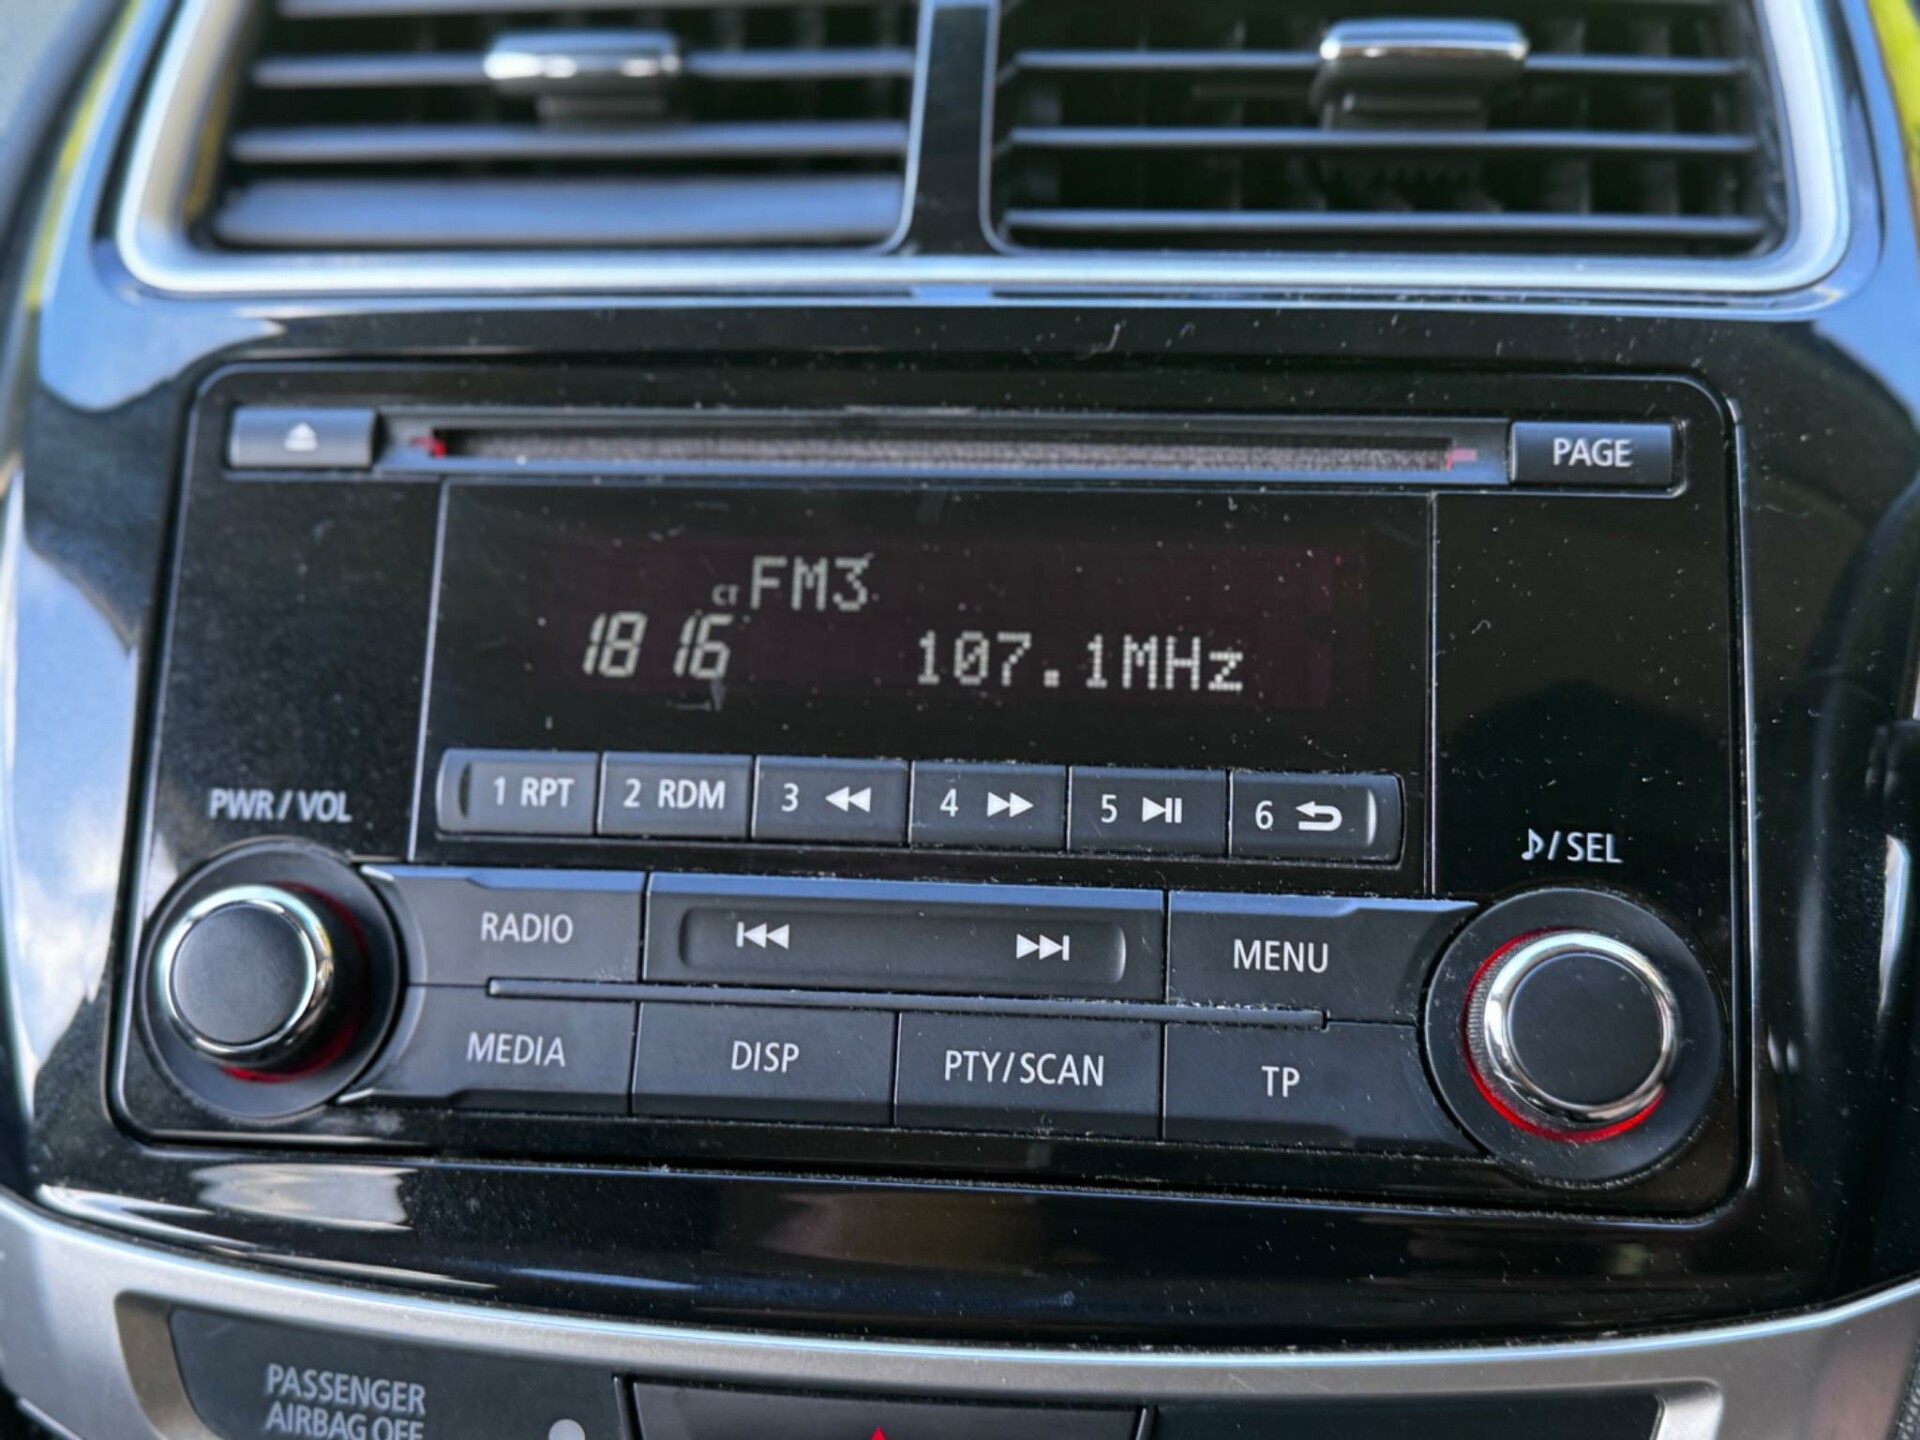 PAGE
CT FM3
18 16 107.1MHz
1 RPT 2 RDM 3 4 5 6
PWR / VOL
♪/ SEL
RADIO MENU
MEDIA DISP PTY/SCAN TP
PASSENGER
AIRBAG OFF